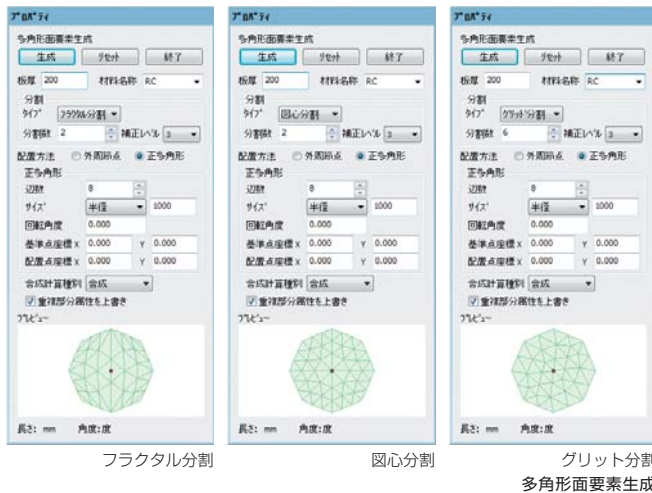 プロパティ
多角形面要素生成
生成 リセット 終了
板厚 200 材料名称 RC
分割
タイプ フラクタル分割
分割数 2 補正レベル 3
配置方法 外周節点 正多角形
正多角形
辺数 8
サイズ 半径 1000
回転角度 0.000
基準点座標 X 0.000 Y 0.000
配置点座標 X 0.000 Y 0.000
合成計算種別 合成
重複部分属性を上書き
プレビュー
長さ: mm 角度:度
フラクタル分割
プロパティ
多角形面要素生成
生成 リセット 終了
板厚 200 材料名称 RC
分割
タイプ 図心分割
分割数 2 補正レベル 3
配置方法 外周節点 正多角形
正多角形
辺数 8
サイズ 半径 1000
回転角度 0.000
基準点座標 X 0.000 Y 0.000
配置点座標 X 0.000 Y 0.000
合成計算種別 合成
重複部分属性を上書き
プレビュー
長さ: mm 角度:度
図心分割
プロパティ
多角形面要素生成
生成 リセット 終了
板厚 200 材料名称 RC
分割
タイプ グリット分割
分割数 6 補正レベル 3
配置方法 外周節点 正多角形
正多角形
辺数 8
サイズ 半径 1000
回転角度 0.000
基準点座標 X 0.000 Y 0.000
配置点座標 X 0.000 Y 0.000
合成計算種別 合成
重複部分属性を上書き
プレビュー
長さ: mm 角度:度
グリット分割
多角形面要素生成